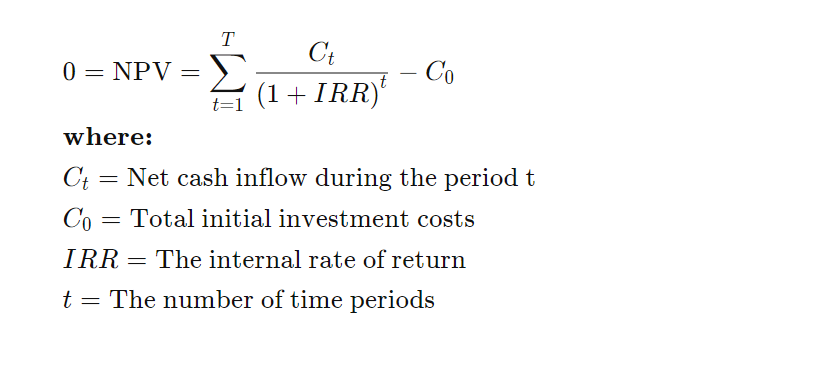 0 = NPV = \sum_{t=1}^{T} \frac{C_t}{(1 + IRR)^t} − C_0
where:
C_t = Net cash inflow during the period t
C_0 = Total initial investment costs
IRR = The internal rate of return
t = The number of time periods